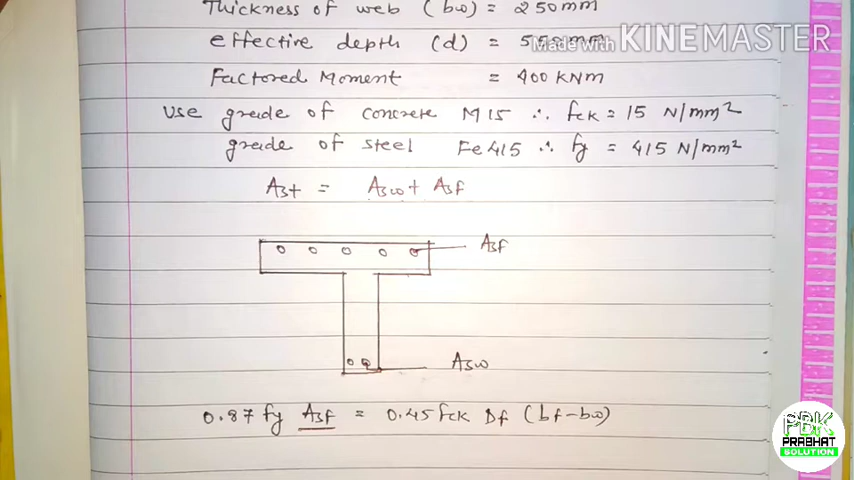 Thickness of web (bw) = 250mm
effective depth (d) = 550mm
Made with KINEMASTER
Factored Moment = 400 KNm
Use grade of concrete M15 ∴ fck = 15 N/mm²
grade of steel Fe415 ∴ fy = 415 N/mm²
Ast = Asw + Asf
Asf
Asw
0.87 fy Asf = 0.45 fck Df (bf-bw)
PBK
PRABHAT
SOLUTION